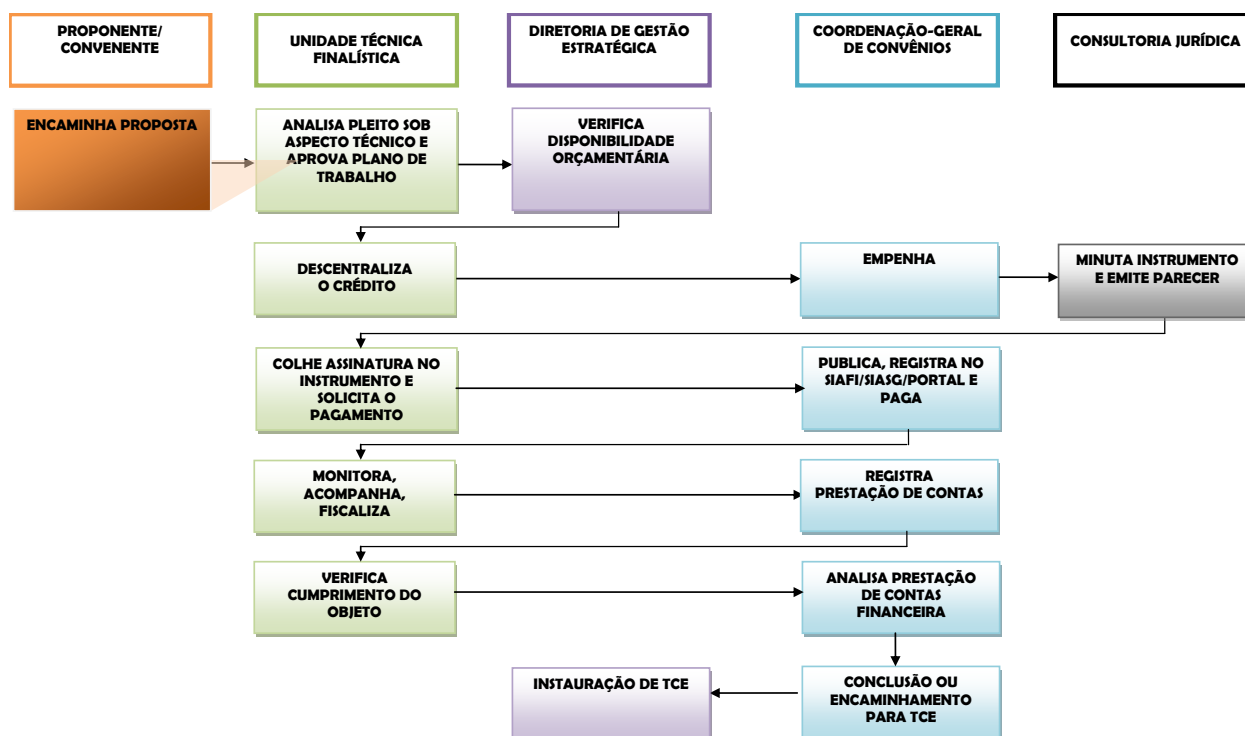 PROPONENTE/
CONVENENTE
UNIDADE TÉCNICA
FINALÍSTICA
DIRETORIA DE GESTÃO
ESTRATÉGICA
COORDENAÇÃO-GERAL
DE CONVÊNIOS
CONSULTORIA JURÍDICA
ENCAMINHA PROPOSTA
ANALISA PLEITO SOB
ASPECTO TÉCNICO E
APROVA PLANO DE
TRABALHO
VERIFICA
DISPONIBILIDADE
ORÇAMENTÁRIA
DESCENTRALIZA
O CRÉDITO
EMPENHA
MINUTA INSTRUMENTO
E EMITE PARECER
COLHE ASSINATURA NO
INSTRUMENTO E
SOLICITA O
PAGAMENTO
PUBLICA, REGISTRA NO
SIAFI/SIASG/PORTAL E
PAGA
MONITORA,
ACOMPANHA,
FISCALIZA
REGISTRA
PRESTAÇÃO DE CONTAS
VERIFICA
CUMPRIMENTO DO
OBJETO
ANALISA PRESTAÇÃO
DE CONTAS
FINANCEIRA
INSTAURAÇÃO DE TCE
CONCLUSÃO OU
ENCAMINHAMENTO
PARA TCE